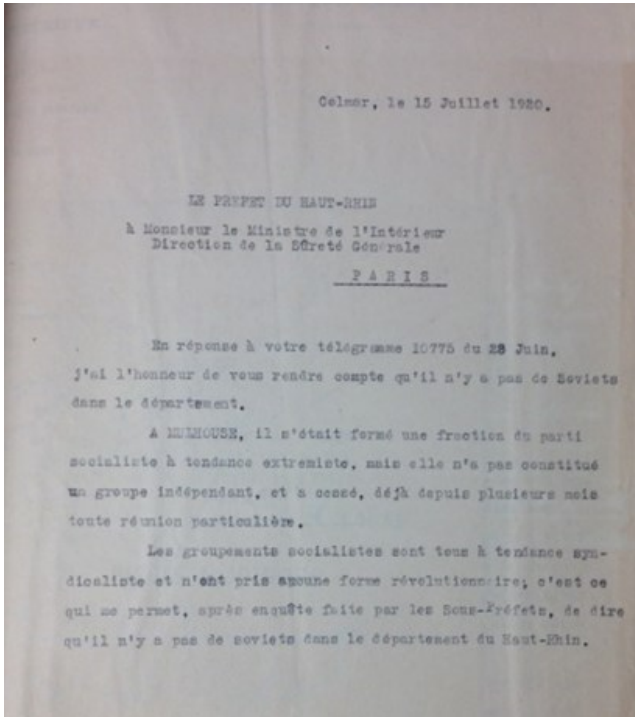 Colmar, le 15 Juillet 1920.
LE PREFET DU HAUT-RHIN
à Monsieur le Ministre de l'Intérieur
Direction de la Sûreté Générale
PARIS
En réponse à votre télégramme 10775 du 28 Juin,
j'ai l'honneur de vous rendre compte qu'il n'y a pas de Soviets
dans le département.
A MULHOUSE, il s'était formé une fraction du parti
socialiste à tendance extremiste, mais elle n'a pas constitué
un groupe indépendant, et a cessé, déjà depuis plusieurs mois
toute réunion particulière.
Les groupements socialistes sont tous à tendance syn-
dicaliste et n'ont pris aucune forme révolutionnaire; c'est ce
qui me permet, après enquête faite par les Sous-Préfets, de dire
qu'il n'y a pas de soviets dans le département du Haut-Rhin.